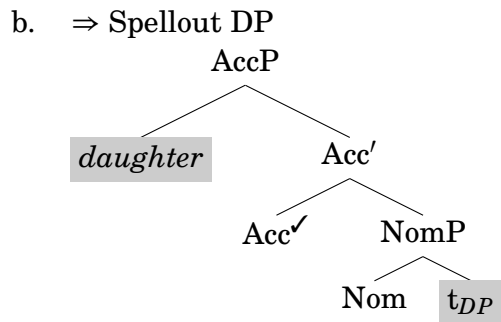 b. ⇒ Spellout DP
AccP
daughter Acc′
Acc✓ NomP
Nom t_DP